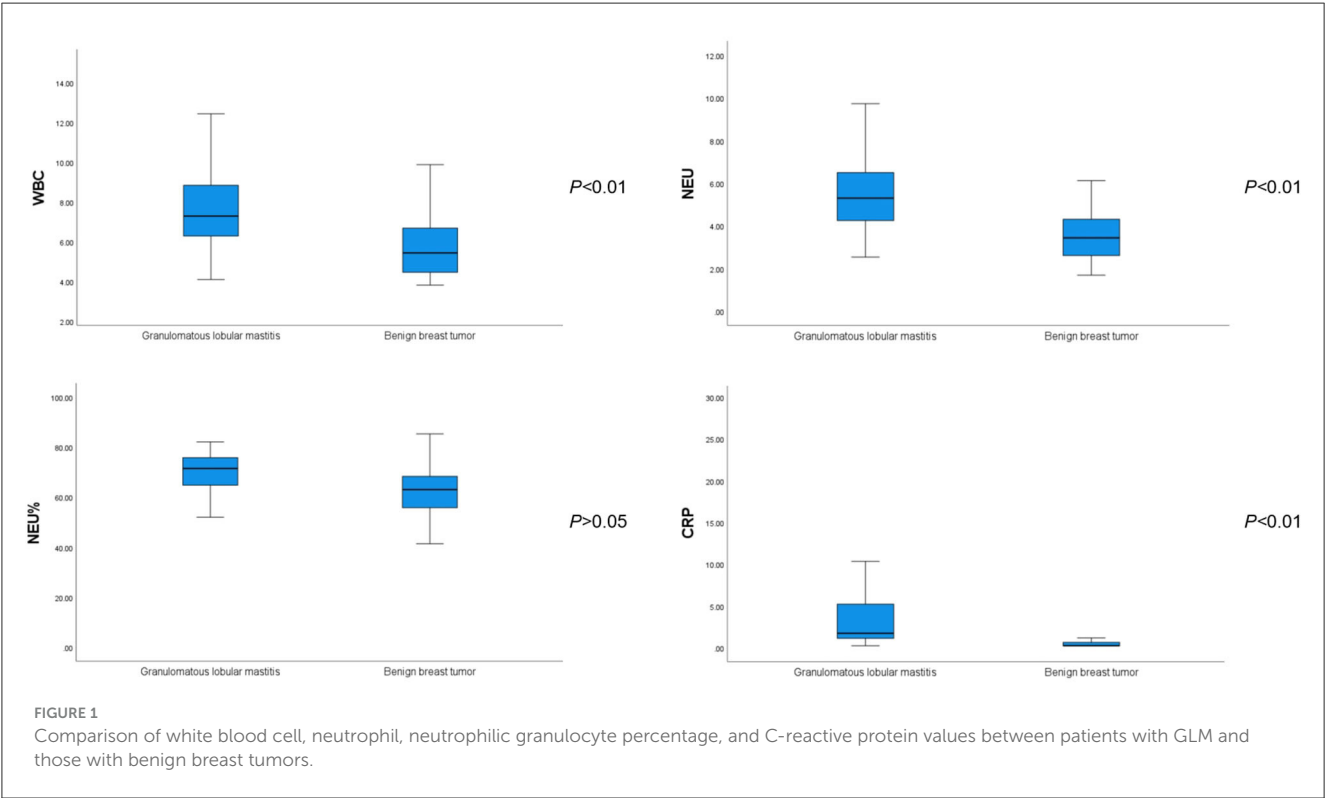 14.00
12.00
10.00
8.00
6.00
4.00
2.00
WBC
P<0.01
Granulomatous lobular mastitis Benign breast tumor
12.00
10.00
8.00
6.00
4.00
2.00
.00
NEU
P<0.01
Granulomatous lobular mastitis Benign breast tumor
100.00
80.00
60.00
40.00
20.00
.00
NEU%
P>0.05
Granulomatous lobular mastitis Benign breast tumor
30.00
25.00
20.00
15.00
10.00
5.00
.00
CRP
P<0.01
Granulomatous lobular mastitis Benign breast tumor
FIGURE 1
Comparison of white blood cell, neutrophil, neutrophilic granulocyte percentage, and C-reactive protein values between patients with GLM and
those with benign breast tumors.